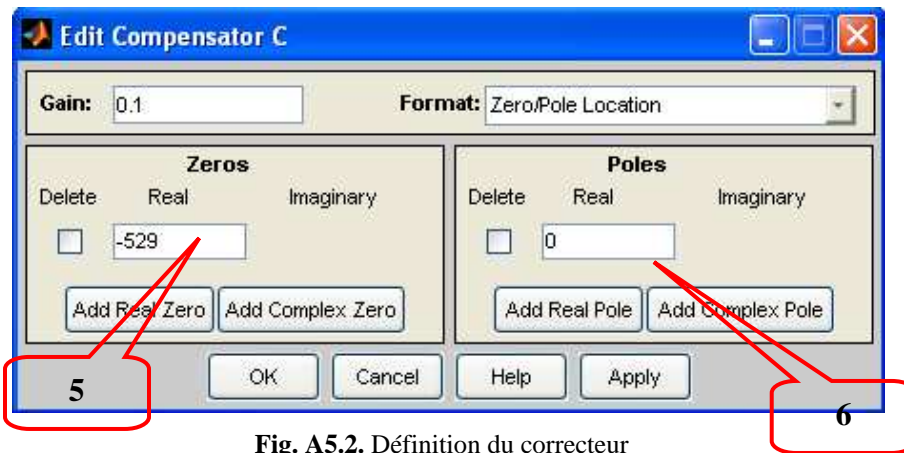 Edit Compensator C
Gain: 0.1 Format: Zero/Pole Location
Zeros Poles
Delete Real Imaginary Delete Real Imaginary
-529 0
Add Real Zero Add Complex Zero Add Real Pole Add Complex Pole
OK Cancel Help Apply
5 6
Fig. A5.2. Définition du correcteur